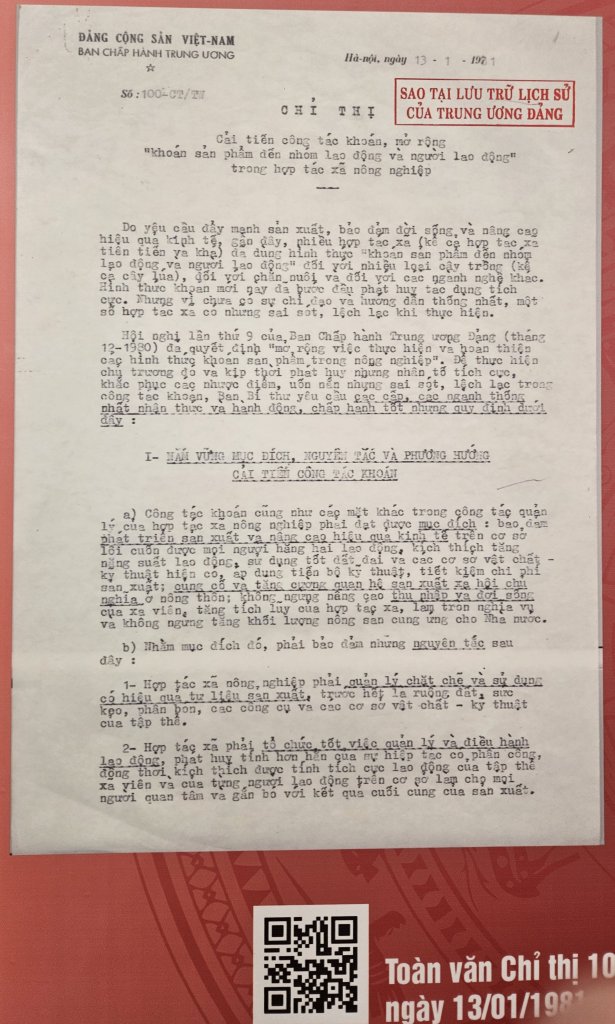 ĐẢNG CỘNG SẢN VIỆT-NAM
BAN CHẤP HÀNH TRUNG ƯƠNG
Hà-nội, ngày 13 - 1 - 1981
Số: 100-CT/TW
SAO TẠI LƯU TRỮ LỊCH SỬ
CỦA TRUNG ƯƠNG ĐẢNG
CHỈ THỊ
Cải tiến công tác khoán, mở rộng
"khoán sản phẩm đến nhóm lao động và người lao động"
trong hợp tác xã nông nghiệp
Do yêu cầu đẩy mạnh sản xuất, bảo đảm đời sống và nâng cao
hiệu quả kinh tế, gần đây, nhiều hợp tác xã (kể cả hợp tác xã
tiên tiến và khá) đã dùng hình thức "khoán sản phẩm đến nhóm
lao động và người lao động" đối với nhiều loại cây trồng (kể
cả cây lúa), đối với chăn nuôi và đối với các ngành nghề khác.
Hình thức khoán mới này đã bước đầu phát huy tác dụng tích
cực. Nhưng vì chưa có sự chỉ đạo và hướng dẫn thống nhất, một
số hợp tác xã có những sai sót, lệch lạc khi thực hiện.
Hội nghị lần thứ 9 của Ban Chấp hành Trung ương Đảng (tháng
12-1980) đã quyết định "mở rộng việc thực hiện và hoàn thiện
các hình thức khoán sản phẩm trong nông nghiệp". Để thực hiện
chủ trương đó và kịp thời phát huy những nhân tố tích cực,
khắc phục các nhược điểm, uốn nắn những sai sót, lệch lạc trong
công tác khoán, Ban Bí thư yêu cầu các cấp, các ngành thống
nhất nhận thức và hành động, chấp hành tốt những quy định dưới
đây :
I- NẮM VỮNG MỤC ĐÍCH, NGUYÊN TẮC VÀ PHƯƠNG HƯỚNG
CẢI TIẾN CÔNG TÁC KHOÁN
a) Công tác khoán cũng như các mặt khác trong công tác quản
lý của hợp tác xã nông nghiệp phải đạt được mục đích : bảo đảm
phát triển sản xuất và nâng cao hiệu quả kinh tế trên cơ sở
lôi cuốn được mọi người hăng hái lao động, kích thích tăng
năng suất lao động, sử dụng tốt đất đai và các cơ sở vật chất -
kỹ thuật hiện có, áp dụng tiến bộ kỹ thuật, tiết kiệm chi phí
sản xuất; củng cố và tăng cường quan hệ sản xuất xã hội chủ
nghĩa ở nông thôn; không ngừng nâng cao thu nhập và đời sống
của xã viên, tăng tích lũy của hợp tác xã, làm tròn nghĩa vụ
và không ngừng tăng khối lượng nông sản cung ứng cho Nhà nước.
b) Nhằm mục đích đó, phải bảo đảm những nguyên tắc sau
đây :
1- Hợp tác xã nông nghiệp phải quản lý chặt chẽ và sử dụng
có hiệu quả tư liệu sản xuất, trước hết là ruộng đất, sức
kéo, phân bón, các công cụ và các cơ sở vật chất - kỹ thuật
của tập thể.
2- Hợp tác xã phải tổ chức tốt việc quản lý và điều hành
lao động, phát huy tính hơn hẳn của sự hiệp tác có phân công,
đồng thời kích thích được tính tích cực lao động của tập thể
xã viên và của từng người lao động trên cơ sở làm cho mọi
người quan tâm và gắn bó với kết quả cuối cùng của sản xuất.
Toàn văn Chỉ thị 10
ngày 13/01/1981